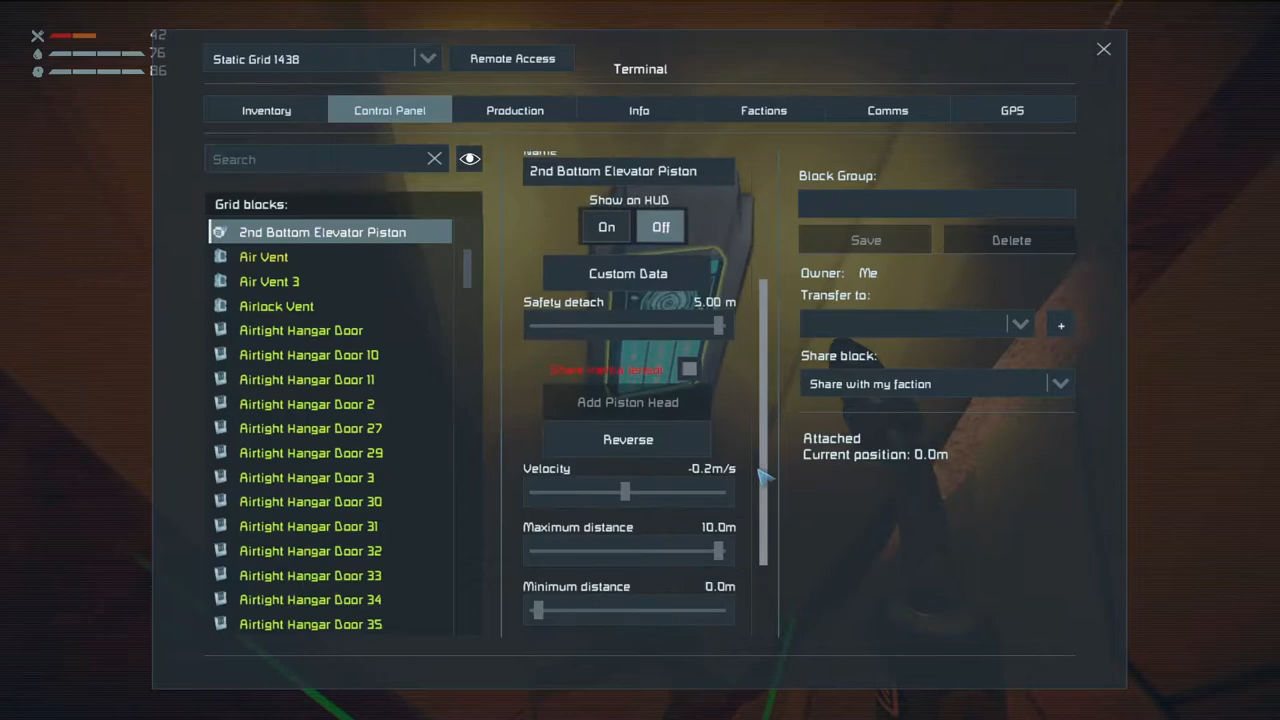 42
76
86
Static Grid 1438
Remote Access
Terminal
Inventory
Control Panel
Production
Info
Factions
Comms
GPS
Search
Grid blocks:
2nd Bottom Elevator Piston
Air Vent
Air Vent 3
Airlock Vent
Airtight Hangar Door
Airtight Hangar Door 10
Airtight Hangar Door 11
Airtight Hangar Door 2
Airtight Hangar Door 27
Airtight Hangar Door 29
Airtight Hangar Door 3
Airtight Hangar Door 30
Airtight Hangar Door 31
Airtight Hangar Door 32
Airtight Hangar Door 33
Airtight Hangar Door 34
Airtight Hangar Door 35
Name
2nd Bottom Elevator Piston
Show on HUD
On
Off
Custom Data
Safety detach 5.00 m
Share inertia tensor
Add Piston Head
Reverse
Velocity -0.2m/s
Maximum distance 10.0m
Minimum distance 0.0m
Block Group:
Save
Delete
Owner: Me
Transfer to:
+
Share block:
Share with my faction
Attached
Current position: 0.0m